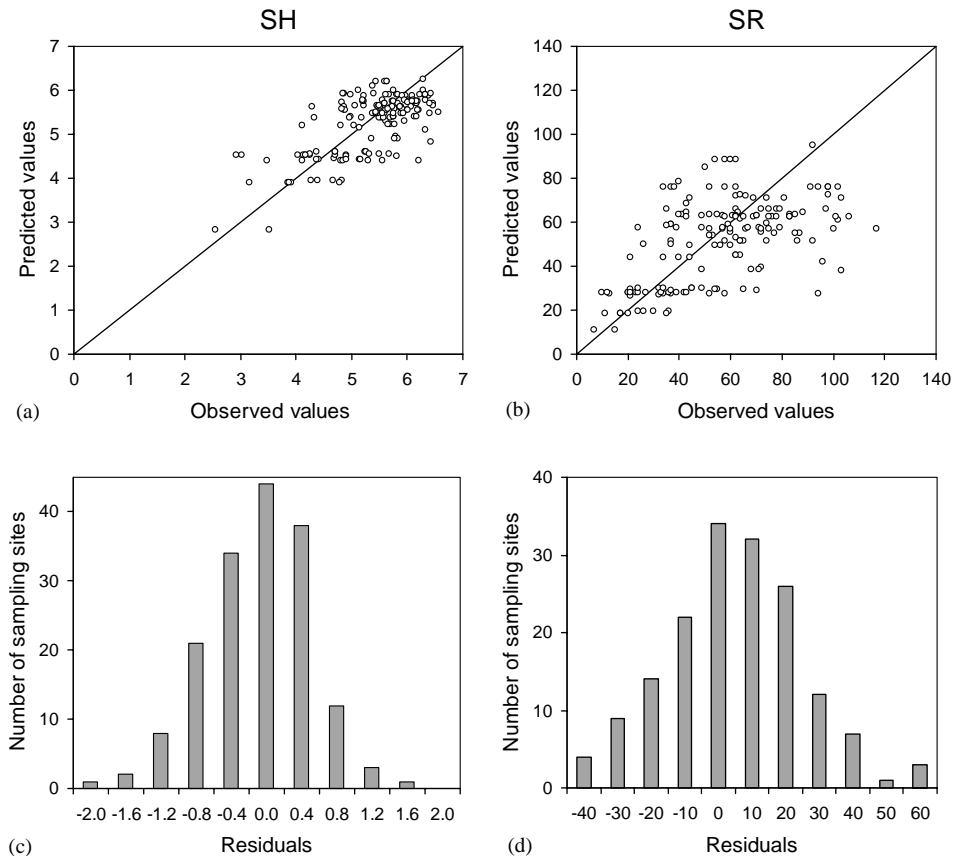 SH
SR
7
6
5
4
3
2
1
0
Predicted values
0 1 2 3 4 5 6 7
(a) Observed values
140
120
100
80
60
40
20
0
Predicted values
0 20 40 60 80 100 120 140
(b) Observed values
40
30
20
10
0
Number of sampling sites
-2.0 -1.6 -1.2 -0.8 -0.4 0.0 0.4 0.8 1.2 1.6 2.0
(c) Residuals
40
30
20
10
0
Number of sampling sites
-40 -30 -20 -10 0 10 20 30 40 50 60
(d) Residuals